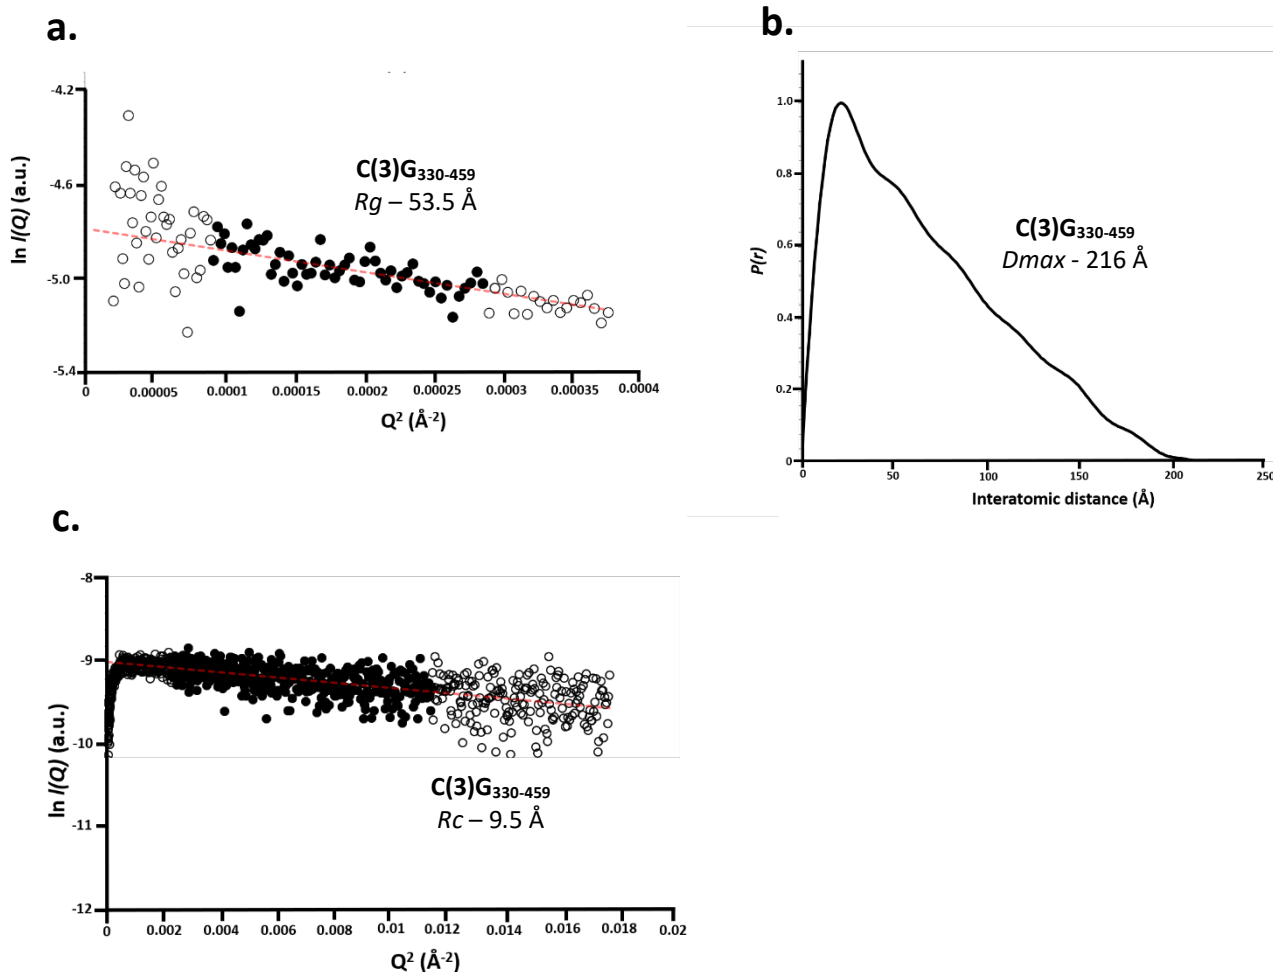 a.
ln I(Q) (a.u.)
-4.2
-4.6
-5.0
-5.4
C(3)G330-459
Rg – 53.5 Å
0 0.00005 0.0001 0.00015 0.0002 0.00025 0.0003 0.00035 0.0004
Q2 (Å-2)
b.
P(r)
1.0
0.8
0.6
0.4
0.2
0
C(3)G330-459
Dmax - 216 Å
0 50 100 150 200 250
Interatomic distance (Å)
c.
ln I(Q) (a.u.)
-8
-9
-10
-11
-12
C(3)G330-459
Rc – 9.5 Å
0 0.002 0.004 0.006 0.008 0.01 0.012 0.014 0.016 0.018 0.02
Q2 (Å-2)